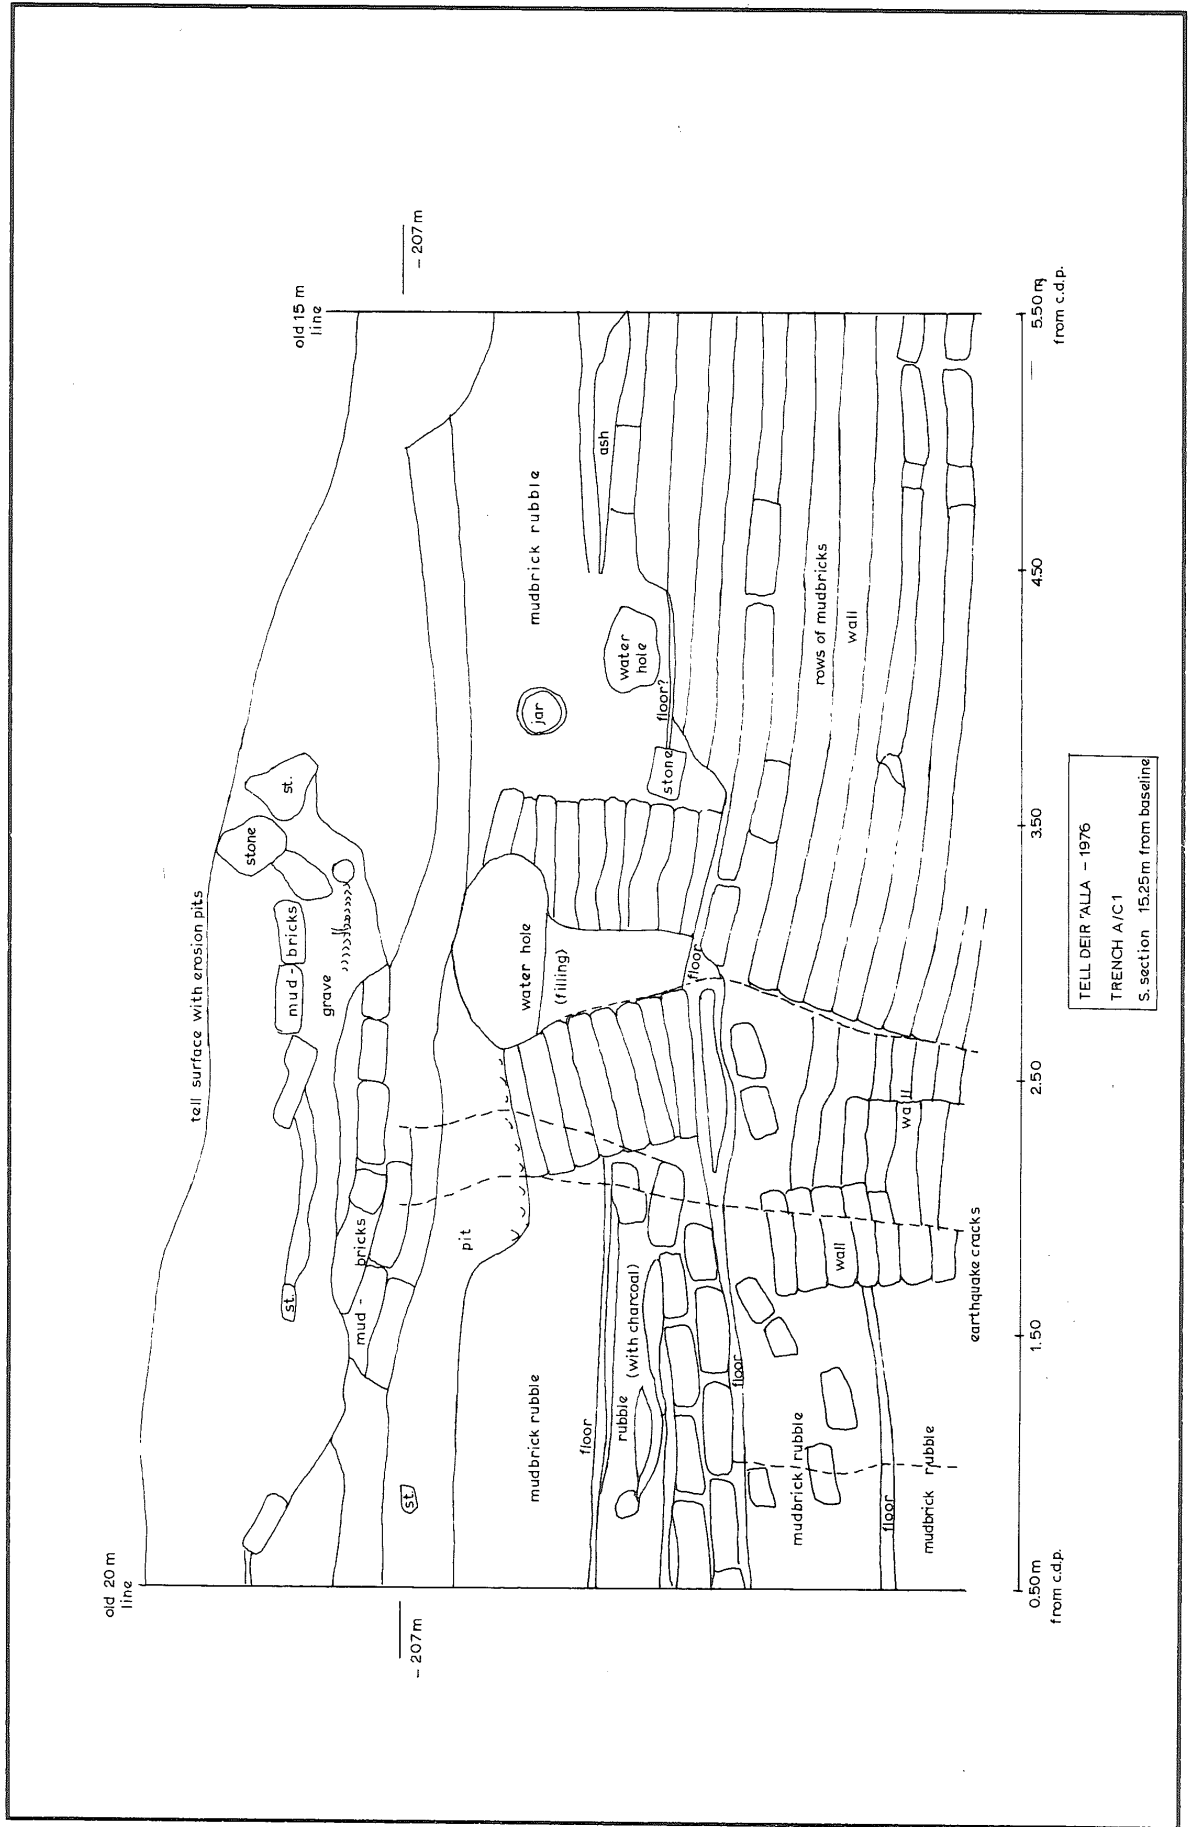 old 20 m
line
old 15 m
line
tell surface with erosion pits
stone
st.
mud - bricks
grave
st.
mud - bricks
st.
- 207 m
- 207 m
pit
water hole
(filling)
mudbrick rubble
mudbrick rubble
jar
ash
water
hole
floor?
stone
floor
floor
rubble (with charcoal)
floor
rows of mudbricks
wall
mudbrick rubble
wall
wall
floor
mudbrick rubble
earthquake cracks
0.50 m
from c.d.p.
1.50
2.50
3.50
4.50
5.50 m
from c.d.p.
TELL DEIR ʿALLA - 1976
TRENCH A/C1
S. section 15.25m from baseline